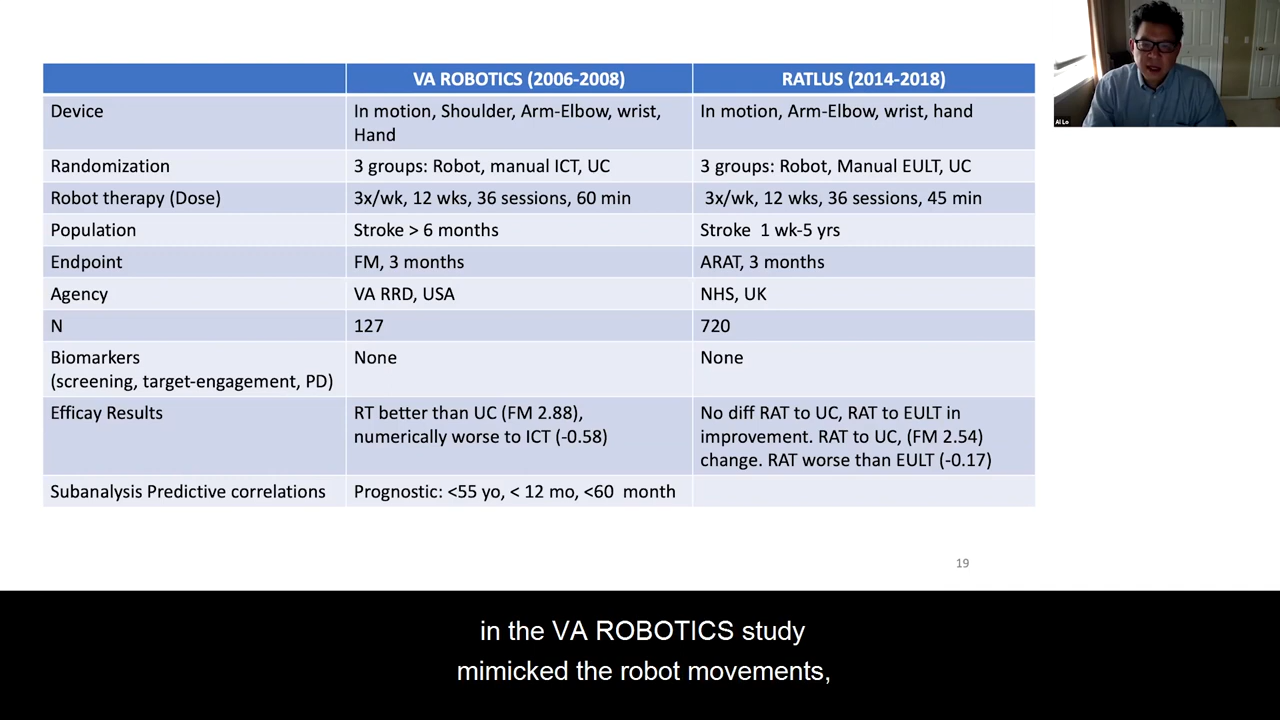 VA ROBOTICS (2006-2008) RATLUS (2014-2018)
Device In motion, Shoulder, Arm-Elbow, wrist, In motion, Arm-Elbow, wrist, hand
Hand
Randomization 3 groups: Robot, manual ICT, UC 3 groups: Robot, Manual EULT, UC
Robot therapy (Dose) 3x/wk, 12 wks, 36 sessions, 60 min 3x/wk, 12 wks, 36 sessions, 45 min
Population Stroke > 6 months Stroke 1 wk-5 yrs
Endpoint FM, 3 months ARAT, 3 months
Agency VA RRD, USA NHS, UK
N 127 720
Biomarkers None None
(screening, target-engagement, PD)
Efficay Results RT better than UC (FM 2.88), No diff RAT to UC, RAT to EULT in
numerically worse to ICT (-0.58) improvement. RAT to UC, (FM 2.54)
change. RAT worse than EULT (-0.17)
Subanalysis Predictive correlations Prognostic: <55 yo, < 12 mo, <60 month
Al Lo
19
in the VA ROBOTICS study
mimicked the robot movements,